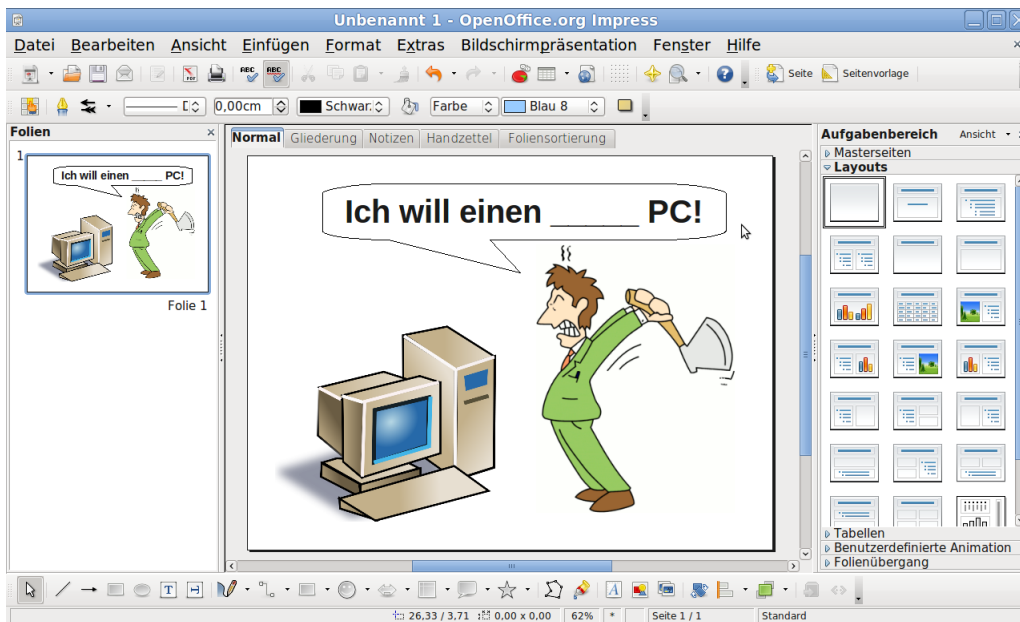 Unbenannt 1 - OpenOffice.org Impress
Datei Bearbeiten Ansicht Einfügen Format Extras Bildschirmpräsentation Fenster Hilfe
Seite Seitenvorlage
0,00cm Schwar: Farbe Blau 8
Folien
Normal Gliederung Notizen Handzettel Foliensortierung
Aufgabenbereich Ansicht
Masterseiten
Layouts
1
Ich will einen _____ PC!
Folie 1
Ich will einen _____ PC!
Tabellen
Benutzerdefinierte Animation
Folienübergang
26,33 / 3,71 0,00 x 0,00 62% * Seite 1 / 1 Standard